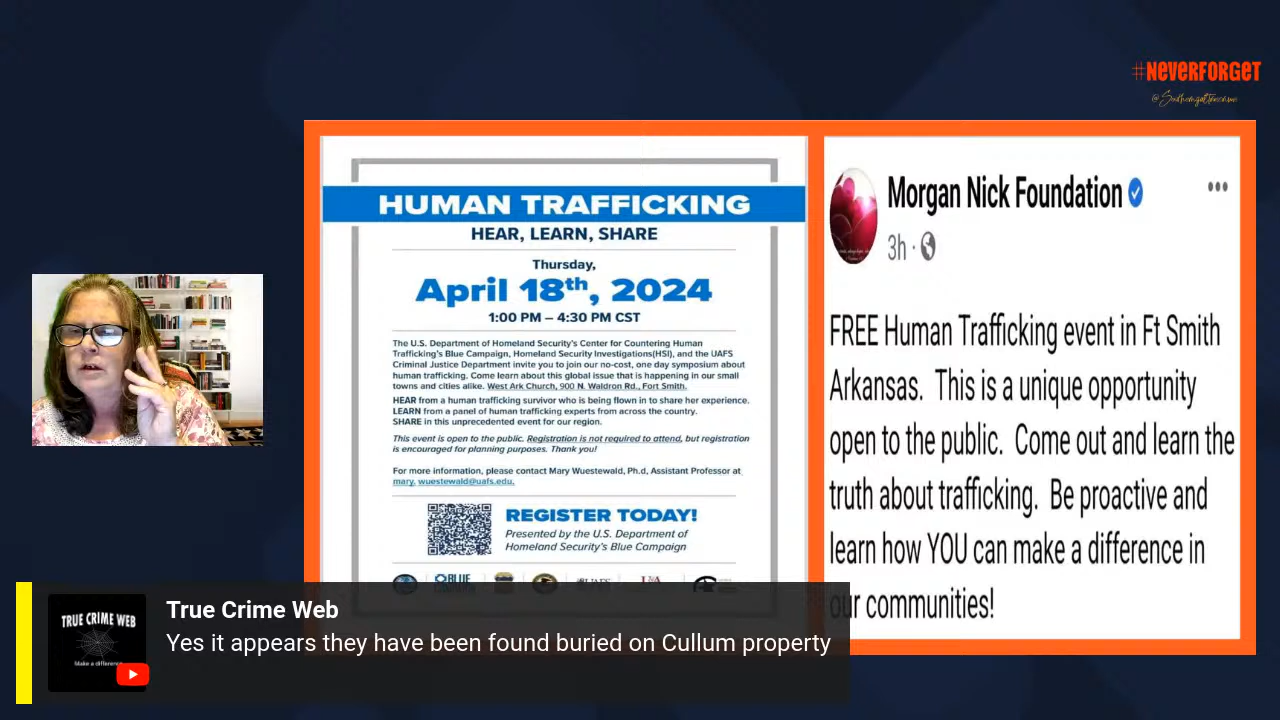 #NEVERFORGET
HUMAN TRAFFICKING
HEAR, LEARN, SHARE
Thursday,
April 18th, 2024
1:00 PM – 4:30 PM CST
The U.S. Department of Homeland Security's Center for Countering Human
Trafficking's Blue Campaign, Homeland Security Investigations(HSI), and the UAFS
Criminal Justice Department invite you to join our no-cost, one day symposium about
human trafficking. Come learn about this global issue that is happening in our small
towns and cities alike. West Ark Church, 900 N. Waldron Rd., Fort Smith.
HEAR from a human trafficking survivor who is being flown in to share her experience.
LEARN from a panel of human trafficking experts from across the country.
SHARE in this unprecedented event for our region.
This event is open to the public. Registration is not required to attend, but registration
is encouraged for planning purposes. Thank you!
For more information, please contact Mary Wuestewald, Ph.d, Assistant Professor at
mary. wuestewald@uafs.edu.
REGISTER TODAY!
Presented by the U.S. Department of
Homeland Security's Blue Campaign
BLUE
UAFS
Morgan Nick Foundation
3h ·
FREE Human Trafficking event in Ft Smith
Arkansas. This is a unique opportunity
open to the public. Come out and learn the
truth about trafficking. Be proactive and
learn how YOU can make a difference in
our communities!
TRUE CRIME WEB
Make a difference
True Crime Web
Yes it appears they have been found buried on Cullum property